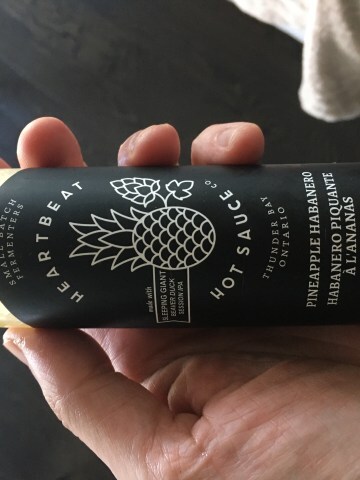 SMALL BATCH
FERMENTERS
HEARTBEAT
HOT SAUCE CO
made with
SLEEPING GIANT
BEAVER DUCK
SESSION IPA
THUNDER BAY
ONTARIO
PINEAPPLE HABANERO
HABANERO PIQUANTE
À L'ANANÁS